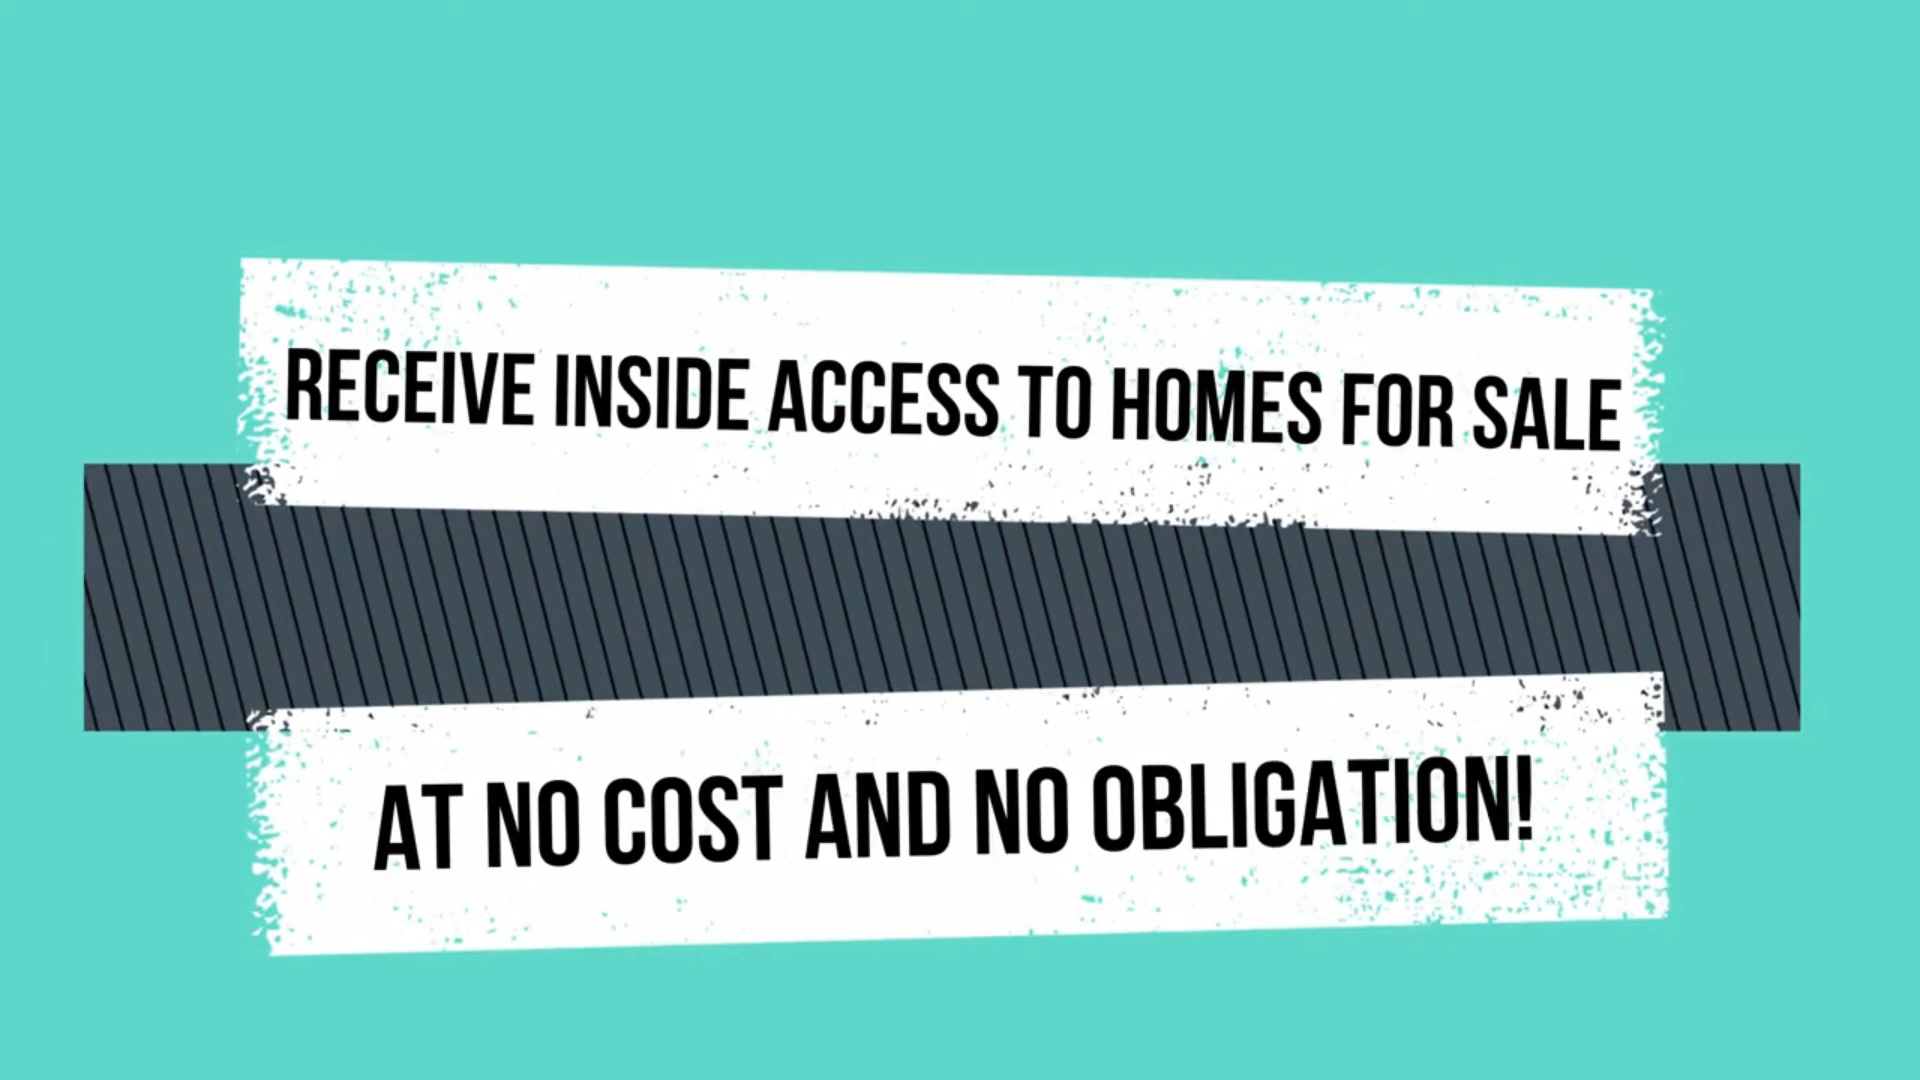 RECEIVE INSIDE ACCESS TO HOMES FOR SALE
AT NO COST AND NO OBLIGATION!